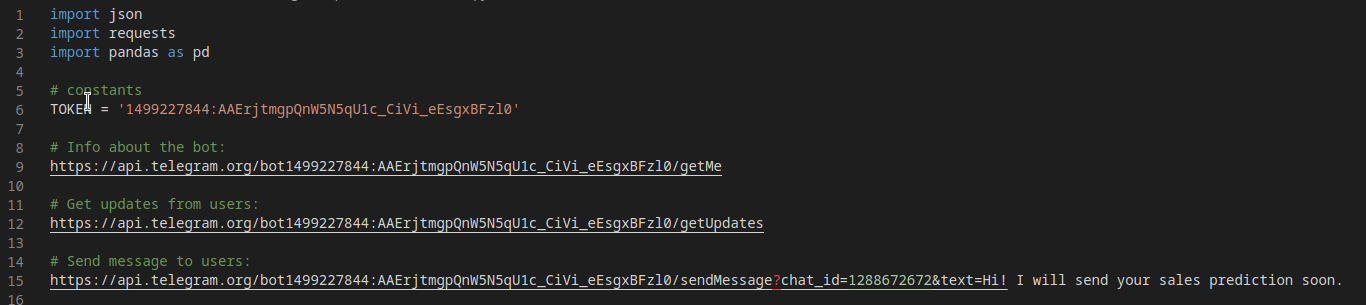 1 import json
2 import requests
3 import pandas as pd
4
5 # constants
6 TOKEN = '1499227844:AAErjtmgpQnW5N5qU1c_CiVi_eEsgxBFzl0'
7
8 # Info about the bot:
9 https://api.telegram.org/bot1499227844:AAErjtmgpQnW5N5qU1c_CiVi_eEsgxBFzl0/getMe
10
11 # Get updates from users:
12 https://api.telegram.org/bot1499227844:AAErjtmgpQnW5N5qU1c_CiVi_eEsgxBFzl0/getUpdates
13
14 # Send message to users:
15 https://api.telegram.org/bot1499227844:AAErjtmgpQnW5N5qU1c_CiVi_eEsgxBFzl0/sendMessage?chat_id=1288672672&text=Hi! I will send your sales prediction soon.
16